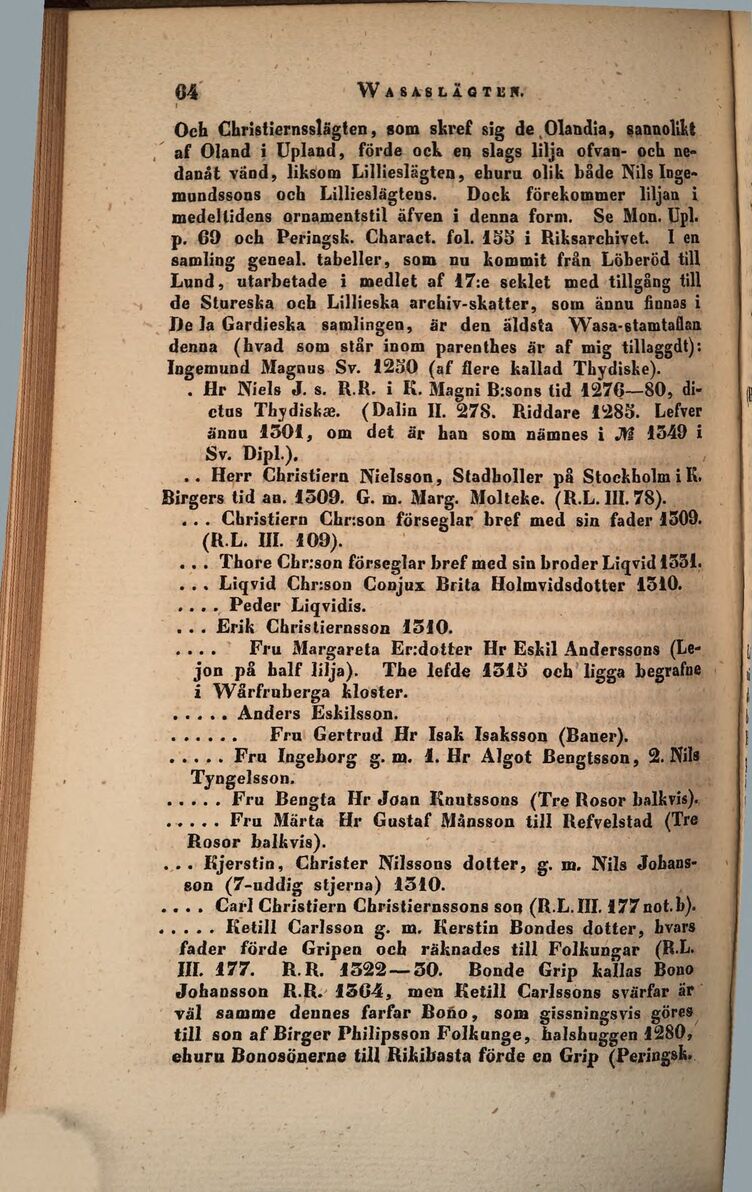 64 WASASLÄGTEN.
Och Christiernsslägten, som skref sig de Olandia, sannolikt
af Oland i Upland, förde ock en slags lilja ofvan- och ne-
danåt vänd, liksom Lillieslägten, ehuru olik både Nils Inge-
mundssons och Lillieslägtens. Dock förekommer liljan i
medeltidens ornamentstil äfven i denna form. Se Mon. Upl.
p. 69 och Peringsk. Charact. fol. 155 i Riksarchivet. I en
samling geneal. tabeller, som nu kommit från Löberöd till
Lund, utarbetade i medlet af 17:e seklet med tillgång till
de Stureska och Lillieska archiv-skatter, som ännu finnas i
De la Gardieska samlingen, är den äldsta Wasa-stamtaflan
denna (hvad som står inom parenthes är af mig tillaggdt):
Ingemund Magnus Sv. 1250 (af flere kallad Thydiske).
. Hr Niels J. s. R.R. i K. Magni B:sons tid 1276—80, di-
ctus Thydiskæ. (Dalin II. 278. Riddare 1285. Lefver
ännu 1301, om det är han som nämnes i № 1349 i
Sv. Dipl.).
.. Herr Christiern Nielsson, Stadholler på Stockholm i K.
Birgers tid an. 1309. G. m. Marg. Molteke. (R.L. III. 78).
... Christiern Chr:son förseglar bref med sin fader 1309.
(R.L. III. 109).
... Thore Chr:son förseglar bref med sin broder Liqvid 1331.
... Liqvid Chr:son Conjux Brita Holmvidsdotter 1310.
.... Peder Liqvidis.
... Erik Christiernsson 1310.
.... Fru Margareta Er:dotter Hr Eskil Anderssons (Le-
jon på half lilja). The lefde 1315 och ligga begrafne
i Wårfruberga kloster.
..... Anders Eskilsson.
...... Fru Gertrud Hr Isak Isaksson (Baner).
..... Fru Ingeborg g. m. 1. Hr Algot Bengtsson, 2. Nils
Tyngelsson.
..... Fru Bengta Hr Joan Knutssons (Tre Rosor balkvis).
..... Fru Märta Hr Gustaf Månsson till Refvelstad (Tre
Rosor balkvis).
... Kjerstin, Christer Nilssons dotter, g. m. Nils Johans-
son (7-uddig stjerna) 1310.
.... Carl Christiern Christiernssons son (R.L. III. 177 not. b).
..... Ketill Carlsson g. m. Kerstin Bondes dotter, hvars
fader förde Gripen och räknades till Folkungar (R.L.
III. 177. R.R. 1322—30. Bonde Grip kallas Bono
Johansson R.R. 1364, men Ketill Carlssons svärfar är
väl samme dennes farfar Bono, som gissningsvis göres
till son af Birger Philipsson Folkunge, halshuggen 1280,
ehuru Bonosönerne till Rikibasta förde en Grip (Peringsk.